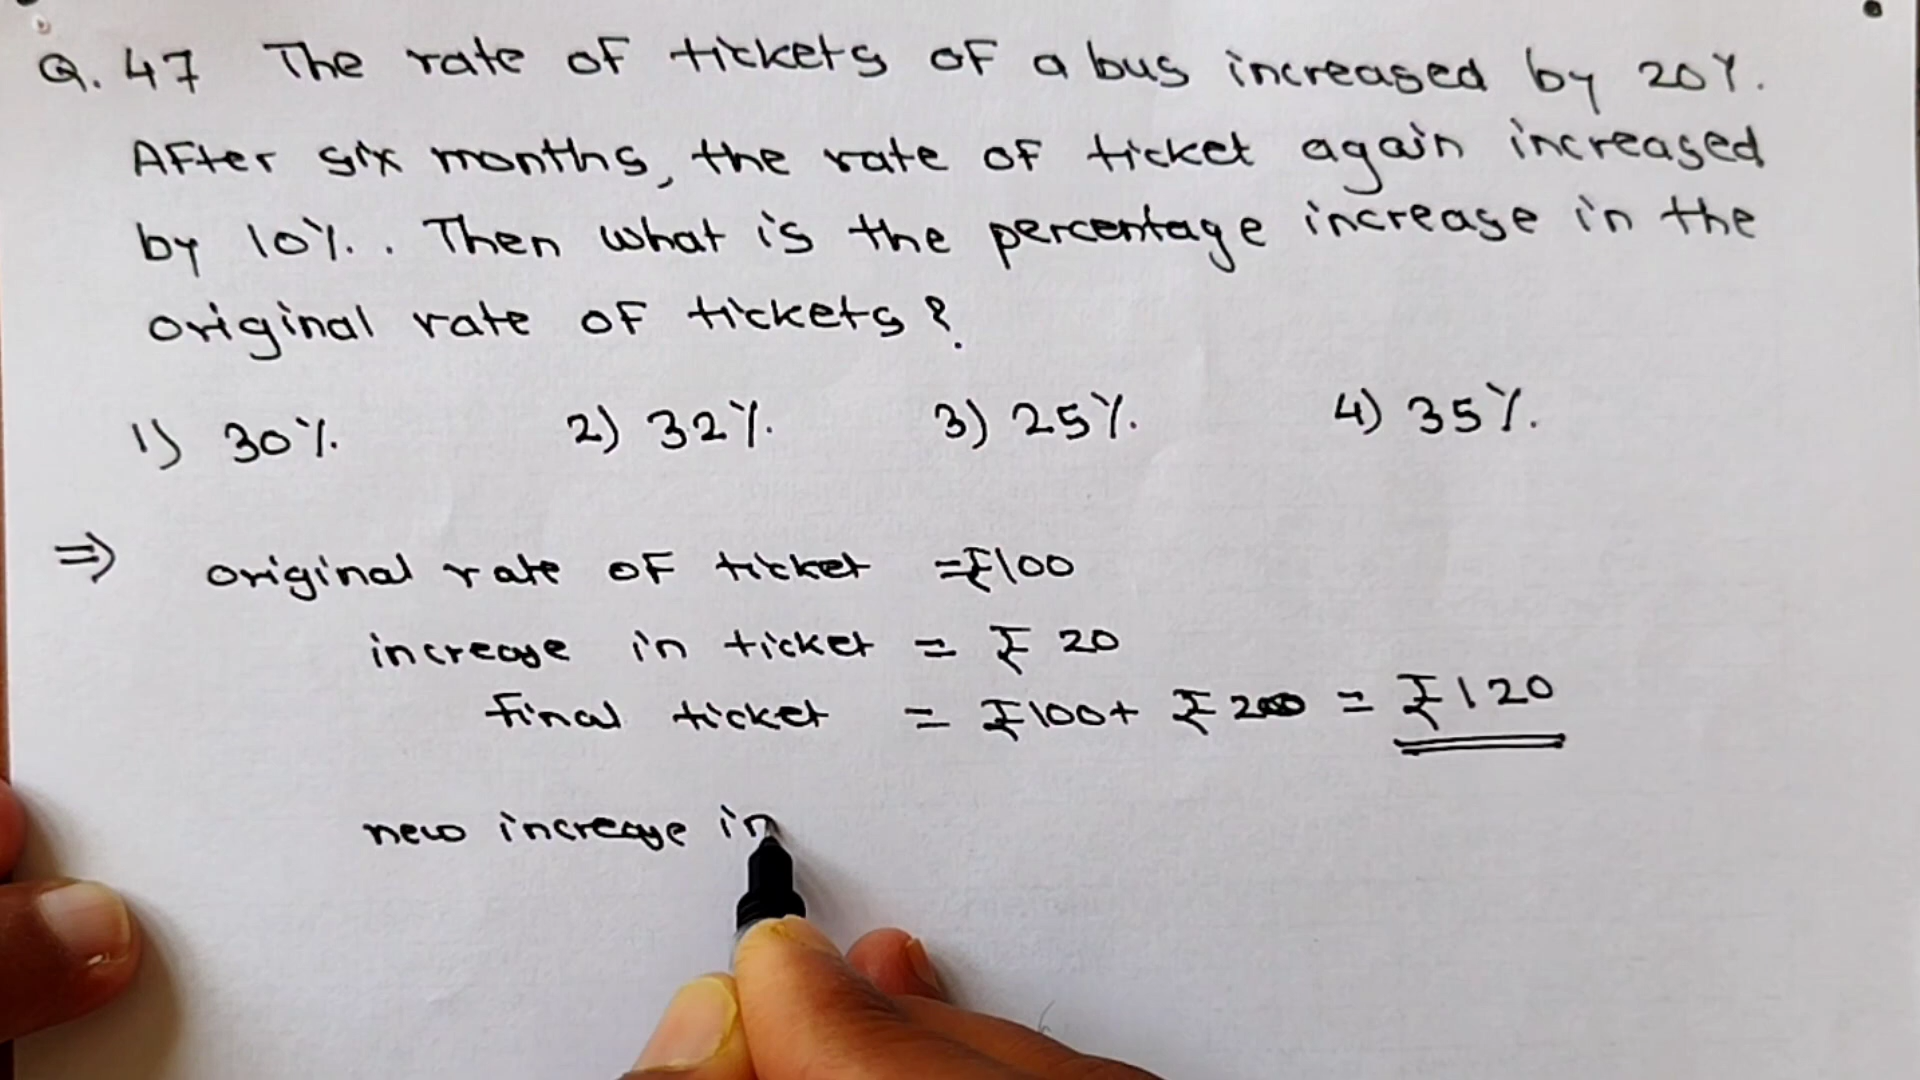 Q. 47 The rate of tickets of a bus increased by 20%.
After six months, the rate of ticket again increased
by 10%.. Then what is the percentage increase in the
original rate of tickets?
1) 30%. 2) 32%. 3) 25%. 4) 35%.
⇒ original rate of ticket = ₹100
increase in ticket = ₹ 20
final ticket = ₹100+ ₹ 20 = ₹120
new increase in